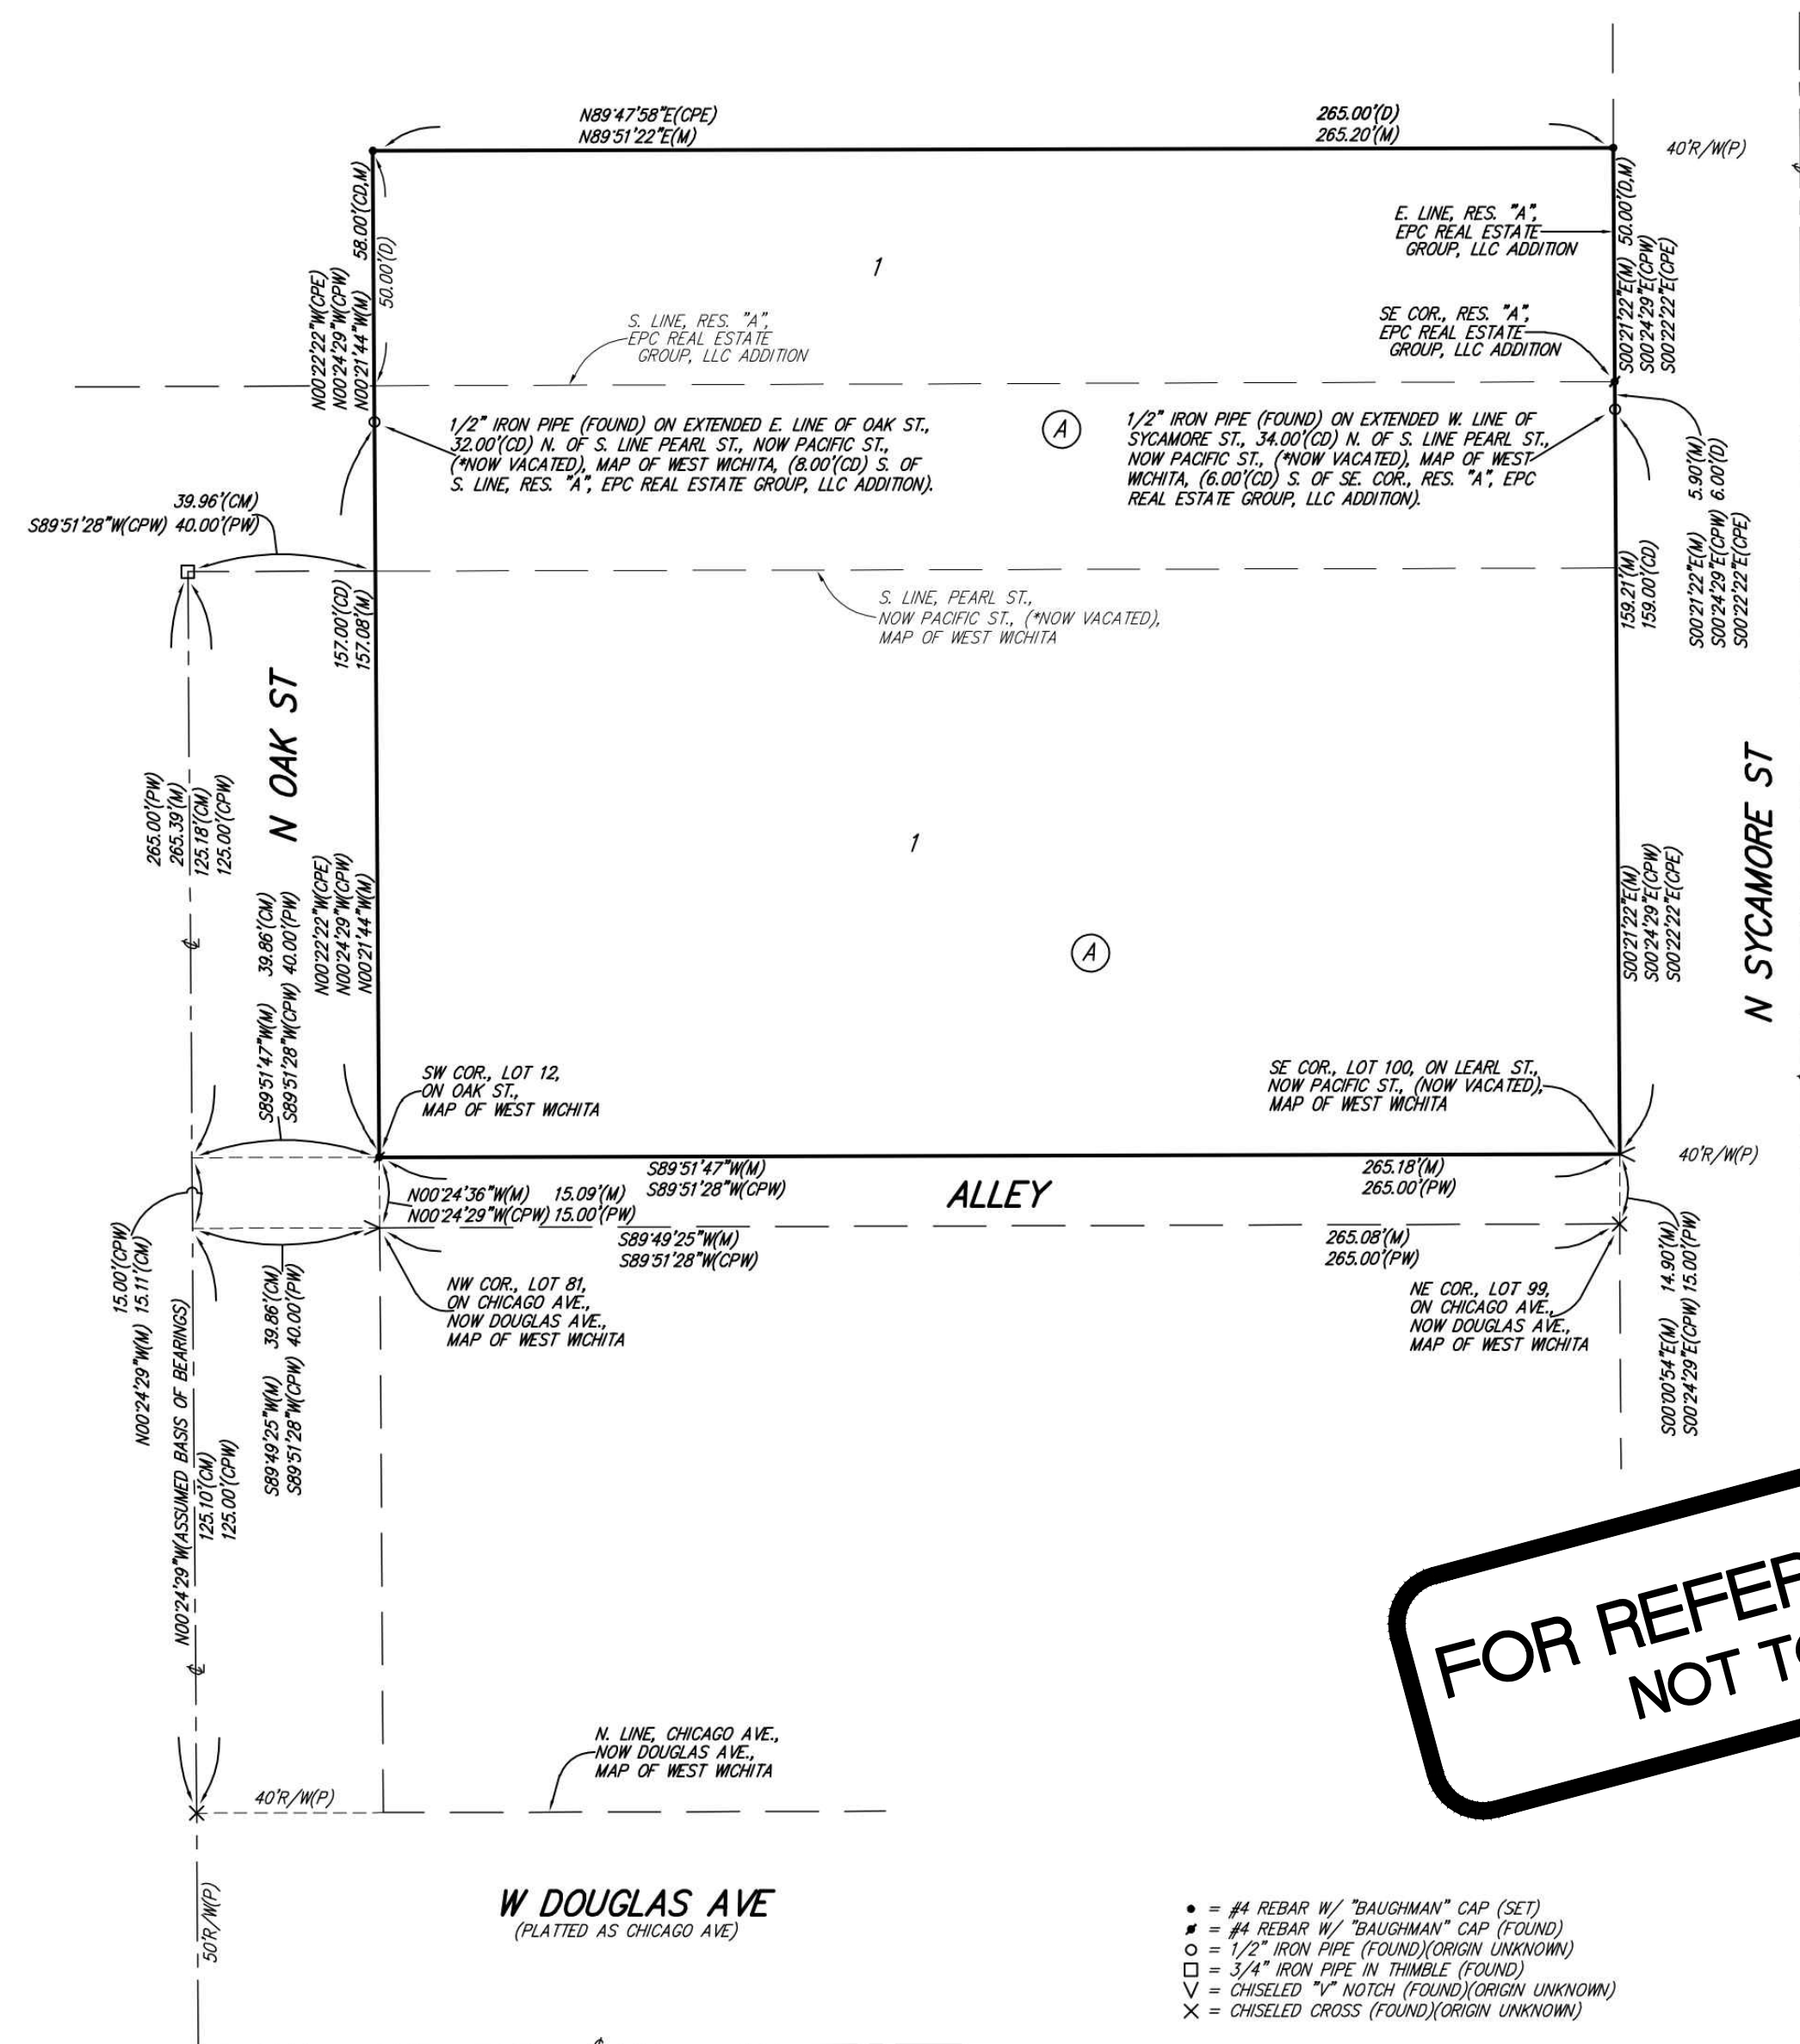 N89°47'58"E(CPE)
N89°51'22"E(M)
265.00'(D)
265.20'(M)
40'R/W(P)
58.00'(CD,M)
50.00'(D)
N00°22'22"W(CPE)
N00°24'29"W(CPW)
N00°21'44"W(M)
1
E. LINE, RES. "A",
EPC REAL ESTATE
GROUP, LLC ADDITION
S00°21'22"E(M) 50.00'(D,M)
S00°24'29"E(CPW)
S00°22'22"E(CPE)
S. LINE, RES. "A",
EPC REAL ESTATE
GROUP, LLC ADDITION
SE COR., RES. "A",
EPC REAL ESTATE
GROUP, LLC ADDITION
1/2" IRON PIPE (FOUND) ON EXTENDED E. LINE OF OAK ST.,
32.00'(CD) N. OF S. LINE PEARL ST., NOW PACIFIC ST.,
(*NOW VACATED), MAP OF WEST WICHITA, (8.00'(CD) S. OF
S. LINE, RES. "A", EPC REAL ESTATE GROUP, LLC ADDITION).
A
1/2" IRON PIPE (FOUND) ON EXTENDED W. LINE OF
SYCAMORE ST., 34.00'(CD) N. OF S. LINE PEARL ST.,
NOW PACIFIC ST., (*NOW VACATED), MAP OF WEST
WICHITA, (6.00'(CD) S. OF SE. COR., RES. "A", EPC
REAL ESTATE GROUP, LLC ADDITION).
S00°21'22"E(M) 5.90'(M)
S00°24'29"E(CPW) 6.00'(D)
S00°22'22"E(CPE)
39.96'(CM)
S89°51'28"W(CPW) 40.00'(PW)
157.00'(CD)
157.08'(M)
S. LINE, PEARL ST.,
NOW PACIFIC ST., (*NOW VACATED),
MAP OF WEST WICHITA
159.21'(M)
159.00'(CD)
N OAK ST
N SYCAMORE ST
265.00'(PW)
265.39'(M)
125.18'(CM)
125.00'(CPW)
1
N00°22'22"W(CPE)
N00°24'29"W(CPW)
N00°21'44"W(M)
S00°21'22"E(M)
S00°24'29"E(CPW)
S00°22'22"E(CPE)
A
S89°51'47"W(M) 39.86'(CM)
S89°51'28"W(CPW) 40.00'(PW)
SW COR., LOT 12,
ON OAK ST.,
MAP OF WEST WICHITA
SE COR., LOT 100, ON LEARL ST.,
NOW PACIFIC ST., (NOW VACATED),
MAP OF WEST WICHITA
40'R/W(P)
S89°51'47"W(M)
S89°51'28"W(CPW)
265.18'(M)
265.00'(PW)
ALLEY
N00°24'36"W(M) 15.09'(M)
N00°24'29"W(CPW) 15.00'(PW)
S89°49'25"W(M)
S89°51'28"W(CPW)
265.08'(M)
265.00'(PW)
15.00'(CPW)
N00°24'29"W(M) 15.11'(CM)
S89°49'25"W(M) 39.86'(CM)
S89°51'28"W(CPW) 40.00'(PW)
NW COR., LOT 81,
ON CHICAGO AVE.,
NOW DOUGLAS AVE.,
MAP OF WEST WICHITA
NE COR., LOT 99,
ON CHICAGO AVE.,
NOW DOUGLAS AVE.,
MAP OF WEST WICHITA
S00°00'54"E(M) 14.90'(M)
S00°24'29"E(CPW) 15.00'(PW)
N00°24'29"W(ASSUMED BASIS OF BEARINGS)
125.10'(CM)
125.00'(CPW)
FOR REFER
NOT TO
N. LINE, CHICAGO AVE.,
NOW DOUGLAS AVE.,
MAP OF WEST WICHITA
40'R/W(P)
50'R/W(P)
W DOUGLAS AVE
(PLATTED AS CHICAGO AVE)
= #4 REBAR W/ "BAUGHMAN" CAP (SET)
= #4 REBAR W/ "BAUGHMAN" CAP (FOUND)
= 1/2" IRON PIPE (FOUND)(ORIGIN UNKNOWN)
= 3/4" IRON PIPE IN THIMBLE (FOUND)
= CHISELED "V" NOTCH (FOUND)(ORIGIN UNKNOWN)
= CHISELED CROSS (FOUND)(ORIGIN UNKNOWN)